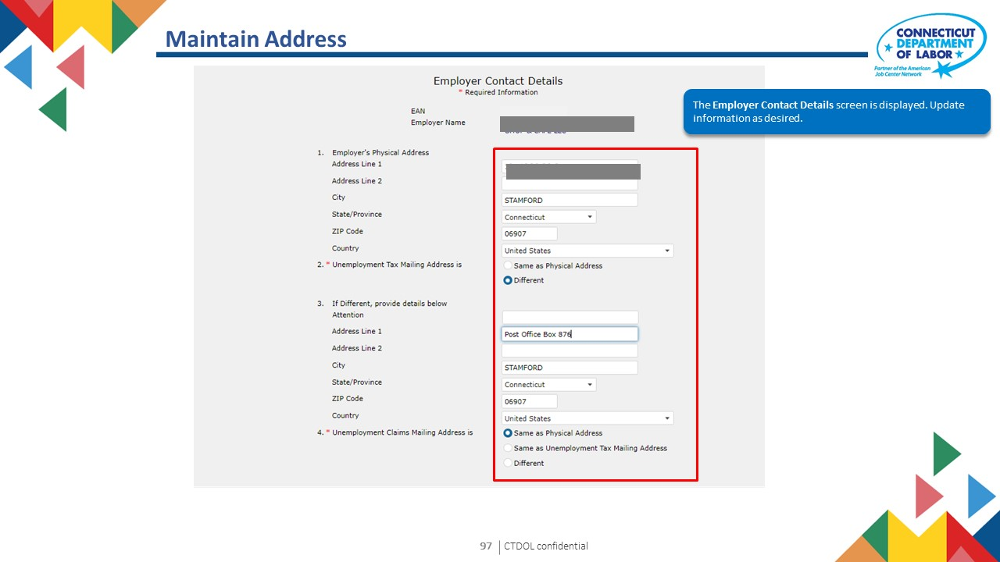 Maintain Address
CONNECTICUT
DEPARTMENT
OF LABOR
Partner of the American
Job Center Network
The Employer Contact Details screen is displayed. Update
information as desired.
Employer Contact Details
* Required Information
EAN
Employer Name
1. Employer's Physical Address
Address Line 1
Address Line 2
City STAMFORD
State/Province Connecticut
ZIP Code 06907
Country United States
2. * Unemployment Tax Mailing Address is Same as Physical Address
Different
3. If Different, provide details below
Attention
Address Line 1 Post Office Box 876
Address Line 2
City STAMFORD
State/Province Connecticut
ZIP Code 06907
Country United States
4. * Unemployment Claims Mailing Address is Same as Physical Address
Same as Unemployment Tax Mailing Address
Different
97 CTDOL confidential